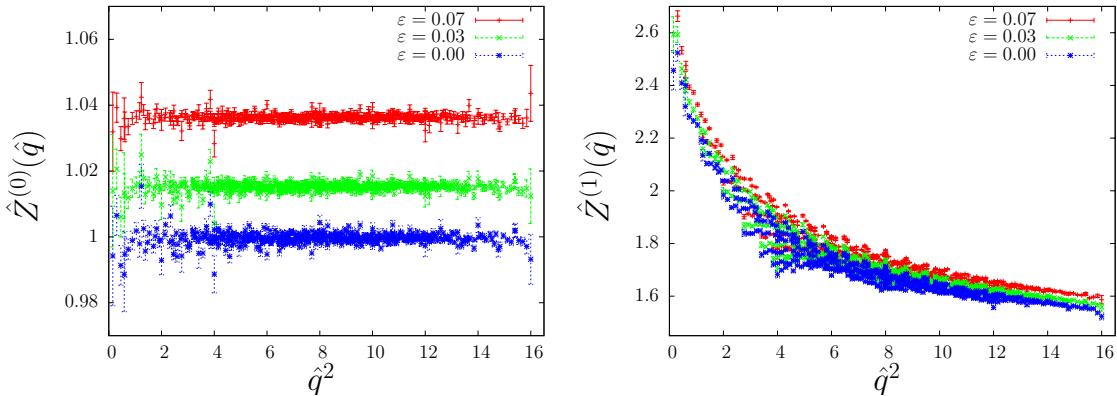 1.06
1.04
1.02
1
0.98
0 2 4 6 8 10 12 14 16
Ẑ⁽⁰⁾(q̂)
q̂²
ε = 0.07
ε = 0.03
ε = 0.00
2.6
2.4
2.2
2
1.8
1.6
0 2 4 6 8 10 12 14 16
Ẑ⁽¹⁾(q̂)
q̂²
ε = 0.07
ε = 0.03
ε = 0.00